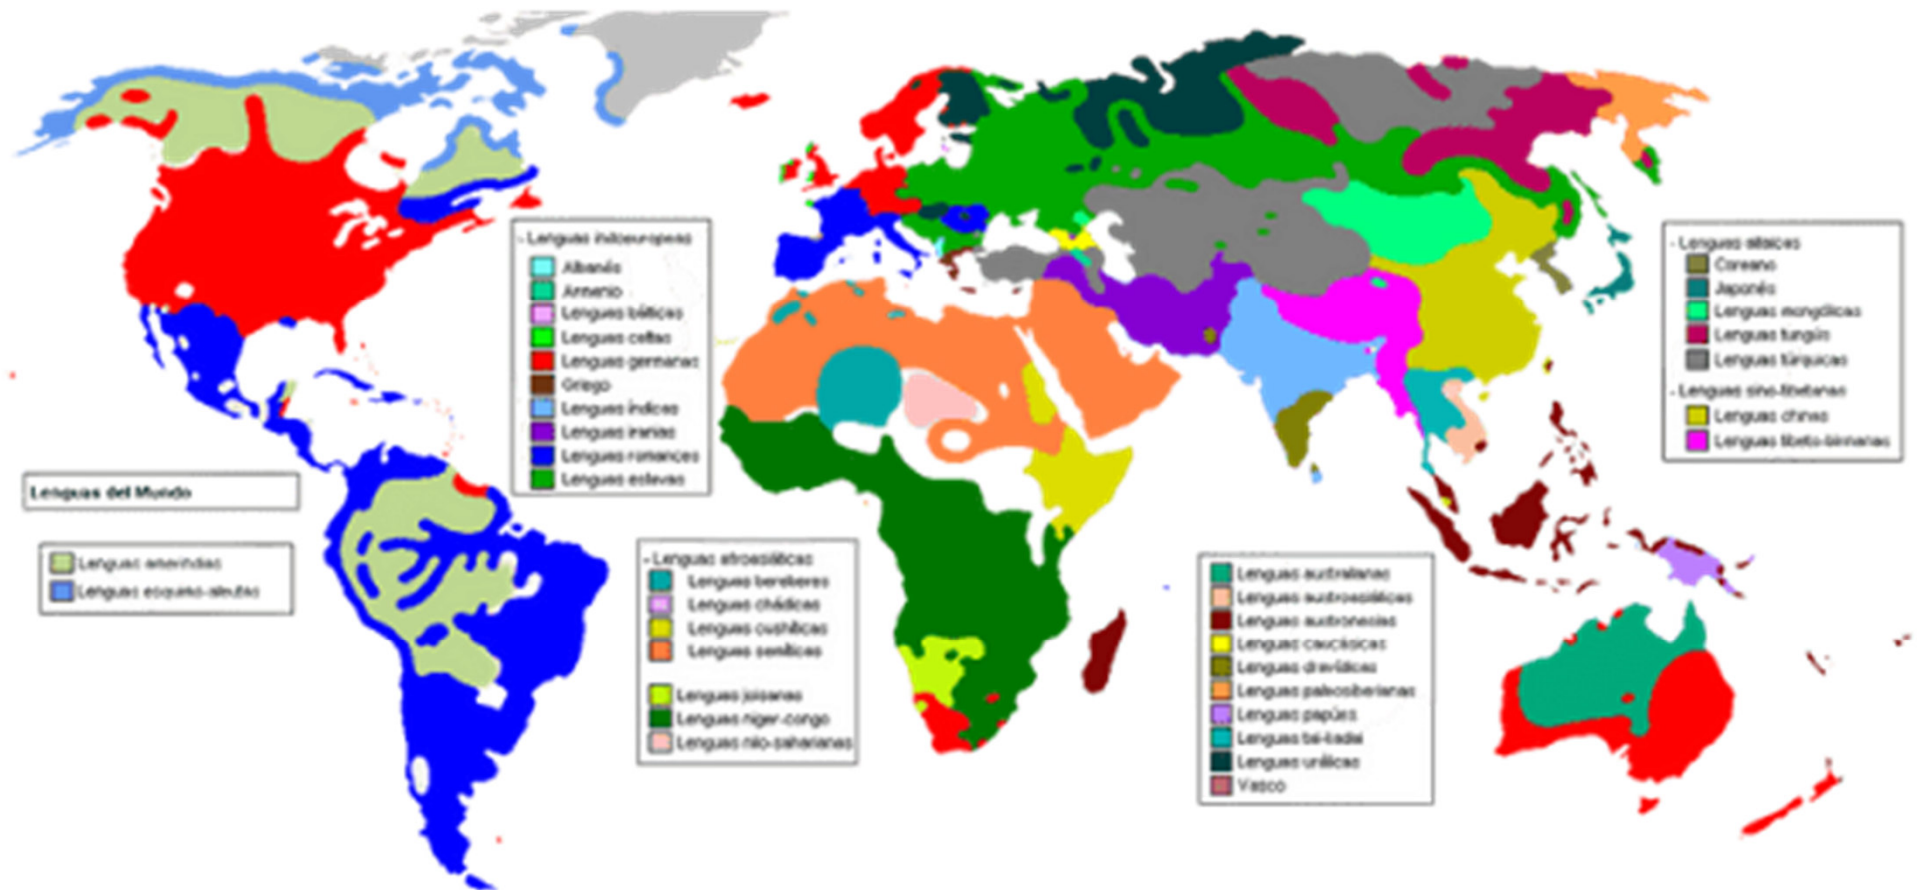 - Lenguas indoeuropeas
Albanés
Armenio
Lenguas bálticas
Lenguas celtas
Lenguas germanas
Griego
Lenguas índicas
Lenguas iranias
Lenguas romances
Lenguas eslavas
- Lenguas altaicas
Coreano
Japonés
Lenguas mongólicas
Lenguas tungús
Lenguas túrquicas
- Lenguas sino-tibetanas
Lenguas chinas
Lenguas tibeto-birmanas
Lenguas del Mundo
Lenguas amerindias
Lenguas esquimo-aleutas
- Lenguas afroasiáticas
Lenguas bereberes
Lenguas chádicas
Lenguas cushíticas
Lenguas semíticas
Lenguas joisanas
Lenguas níger-congo
Lenguas nilo-saharianas
Lenguas australianas
Lenguas austroasiáticas
Lenguas austronesias
Lenguas caucásicas
Lenguas dravídicas
Lenguas paleosiberianas
Lenguas papúes
Lenguas tai-kadai
Lenguas urálicas
Vasco